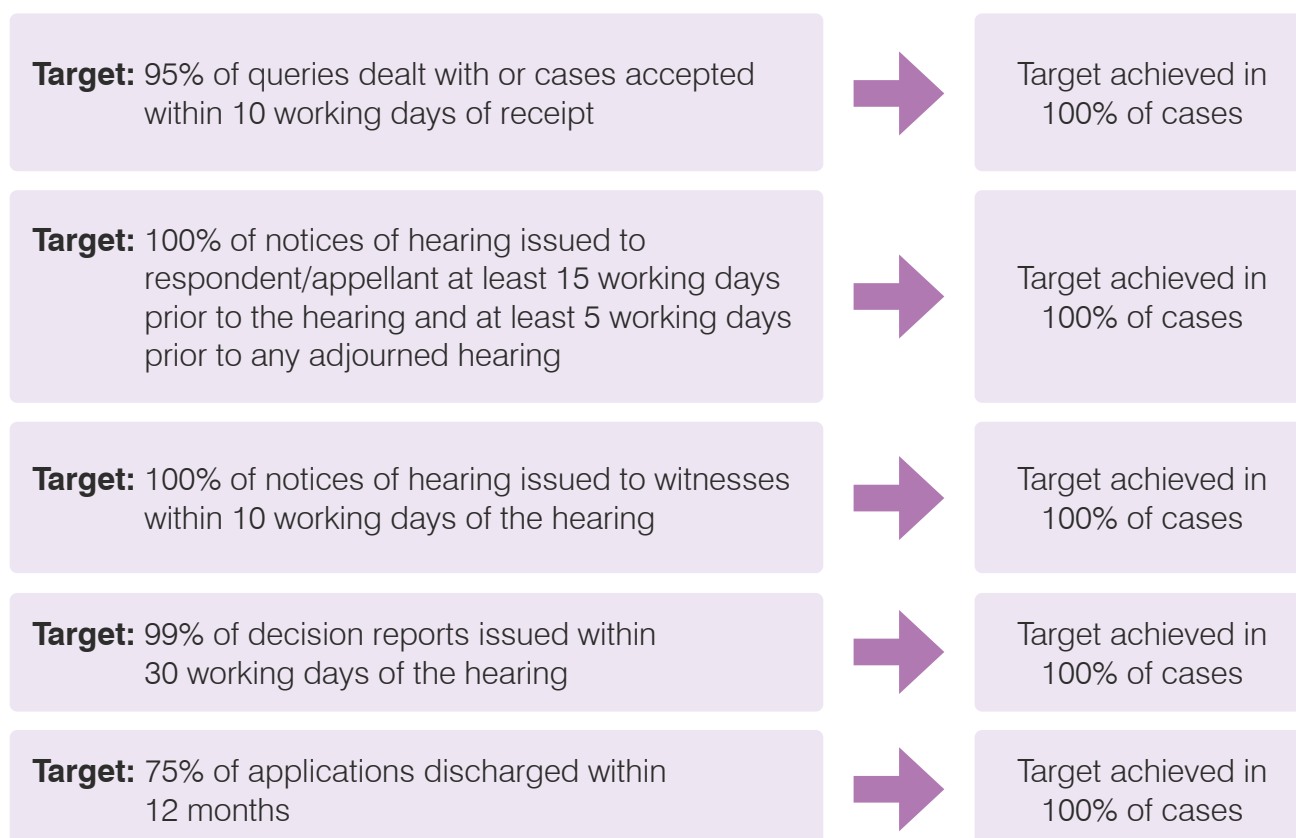 Target: 95% of queries dealt with or cases accepted
within 10 working days of receipt
Target achieved in
100% of cases
Target: 100% of notices of hearing issued to
respondent/appellant at least 15 working days
prior to the hearing and at least 5 working days
prior to any adjourned hearing
Target achieved in
100% of cases
Target: 100% of notices of hearing issued to witnesses
within 10 working days of the hearing
Target achieved in
100% of cases
Target: 99% of decision reports issued within
30 working days of the hearing
Target achieved in
100% of cases
Target: 75% of applications discharged within
12 months
Target achieved in
100% of cases